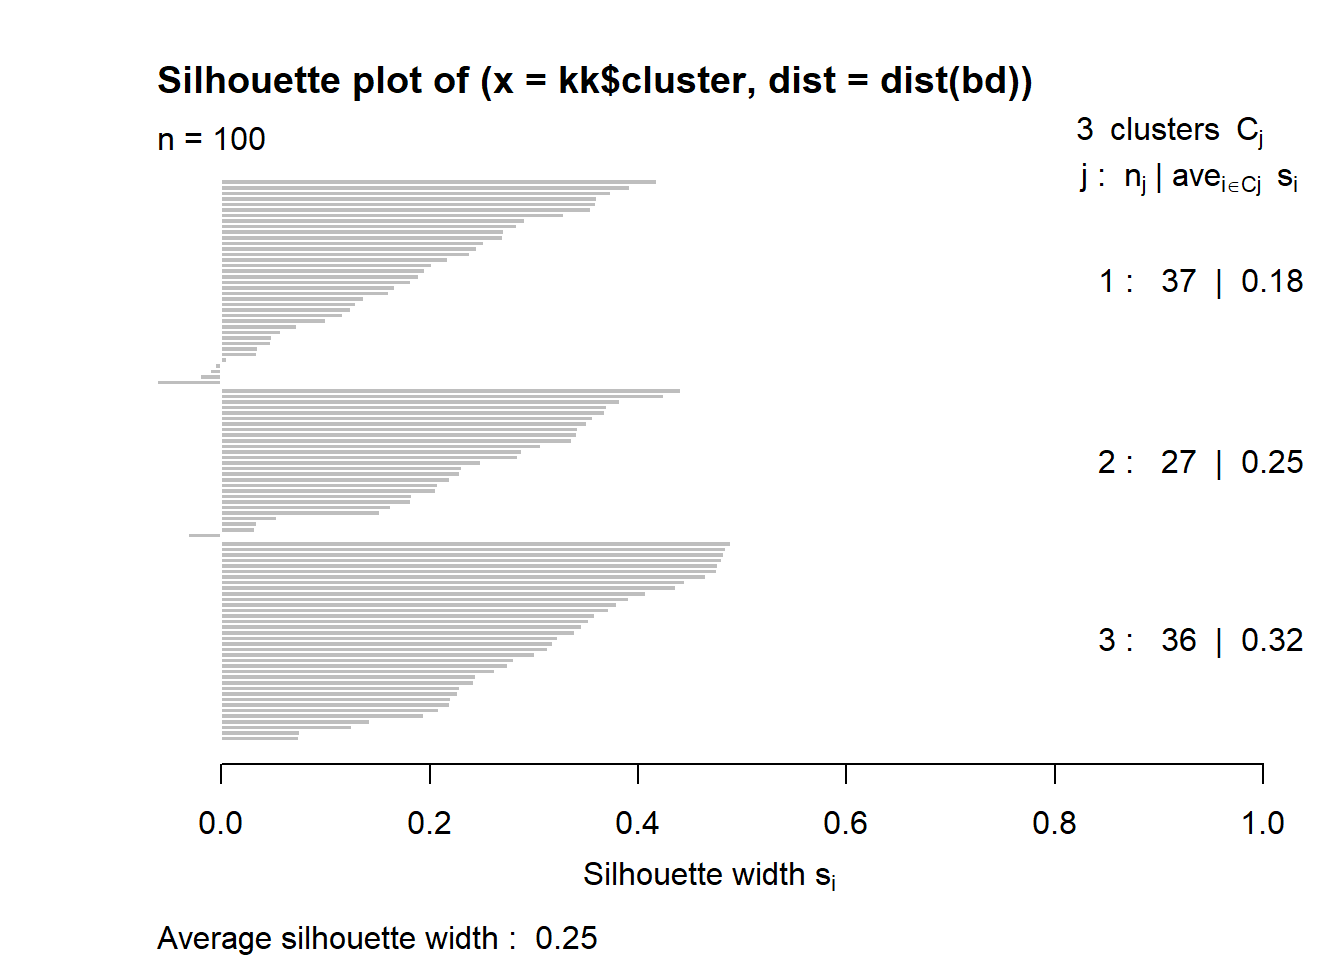 Silhouette plot of (x = kk$cluster, dist = dist(bd))
n = 100
3 clusters Cj
j : nj | avei∈Cj si
1 : 37 | 0.18
2 : 27 | 0.25
3 : 36 | 0.32
0.0 0.2 0.4 0.6 0.8 1.0
Silhouette width si
Average silhouette width : 0.25